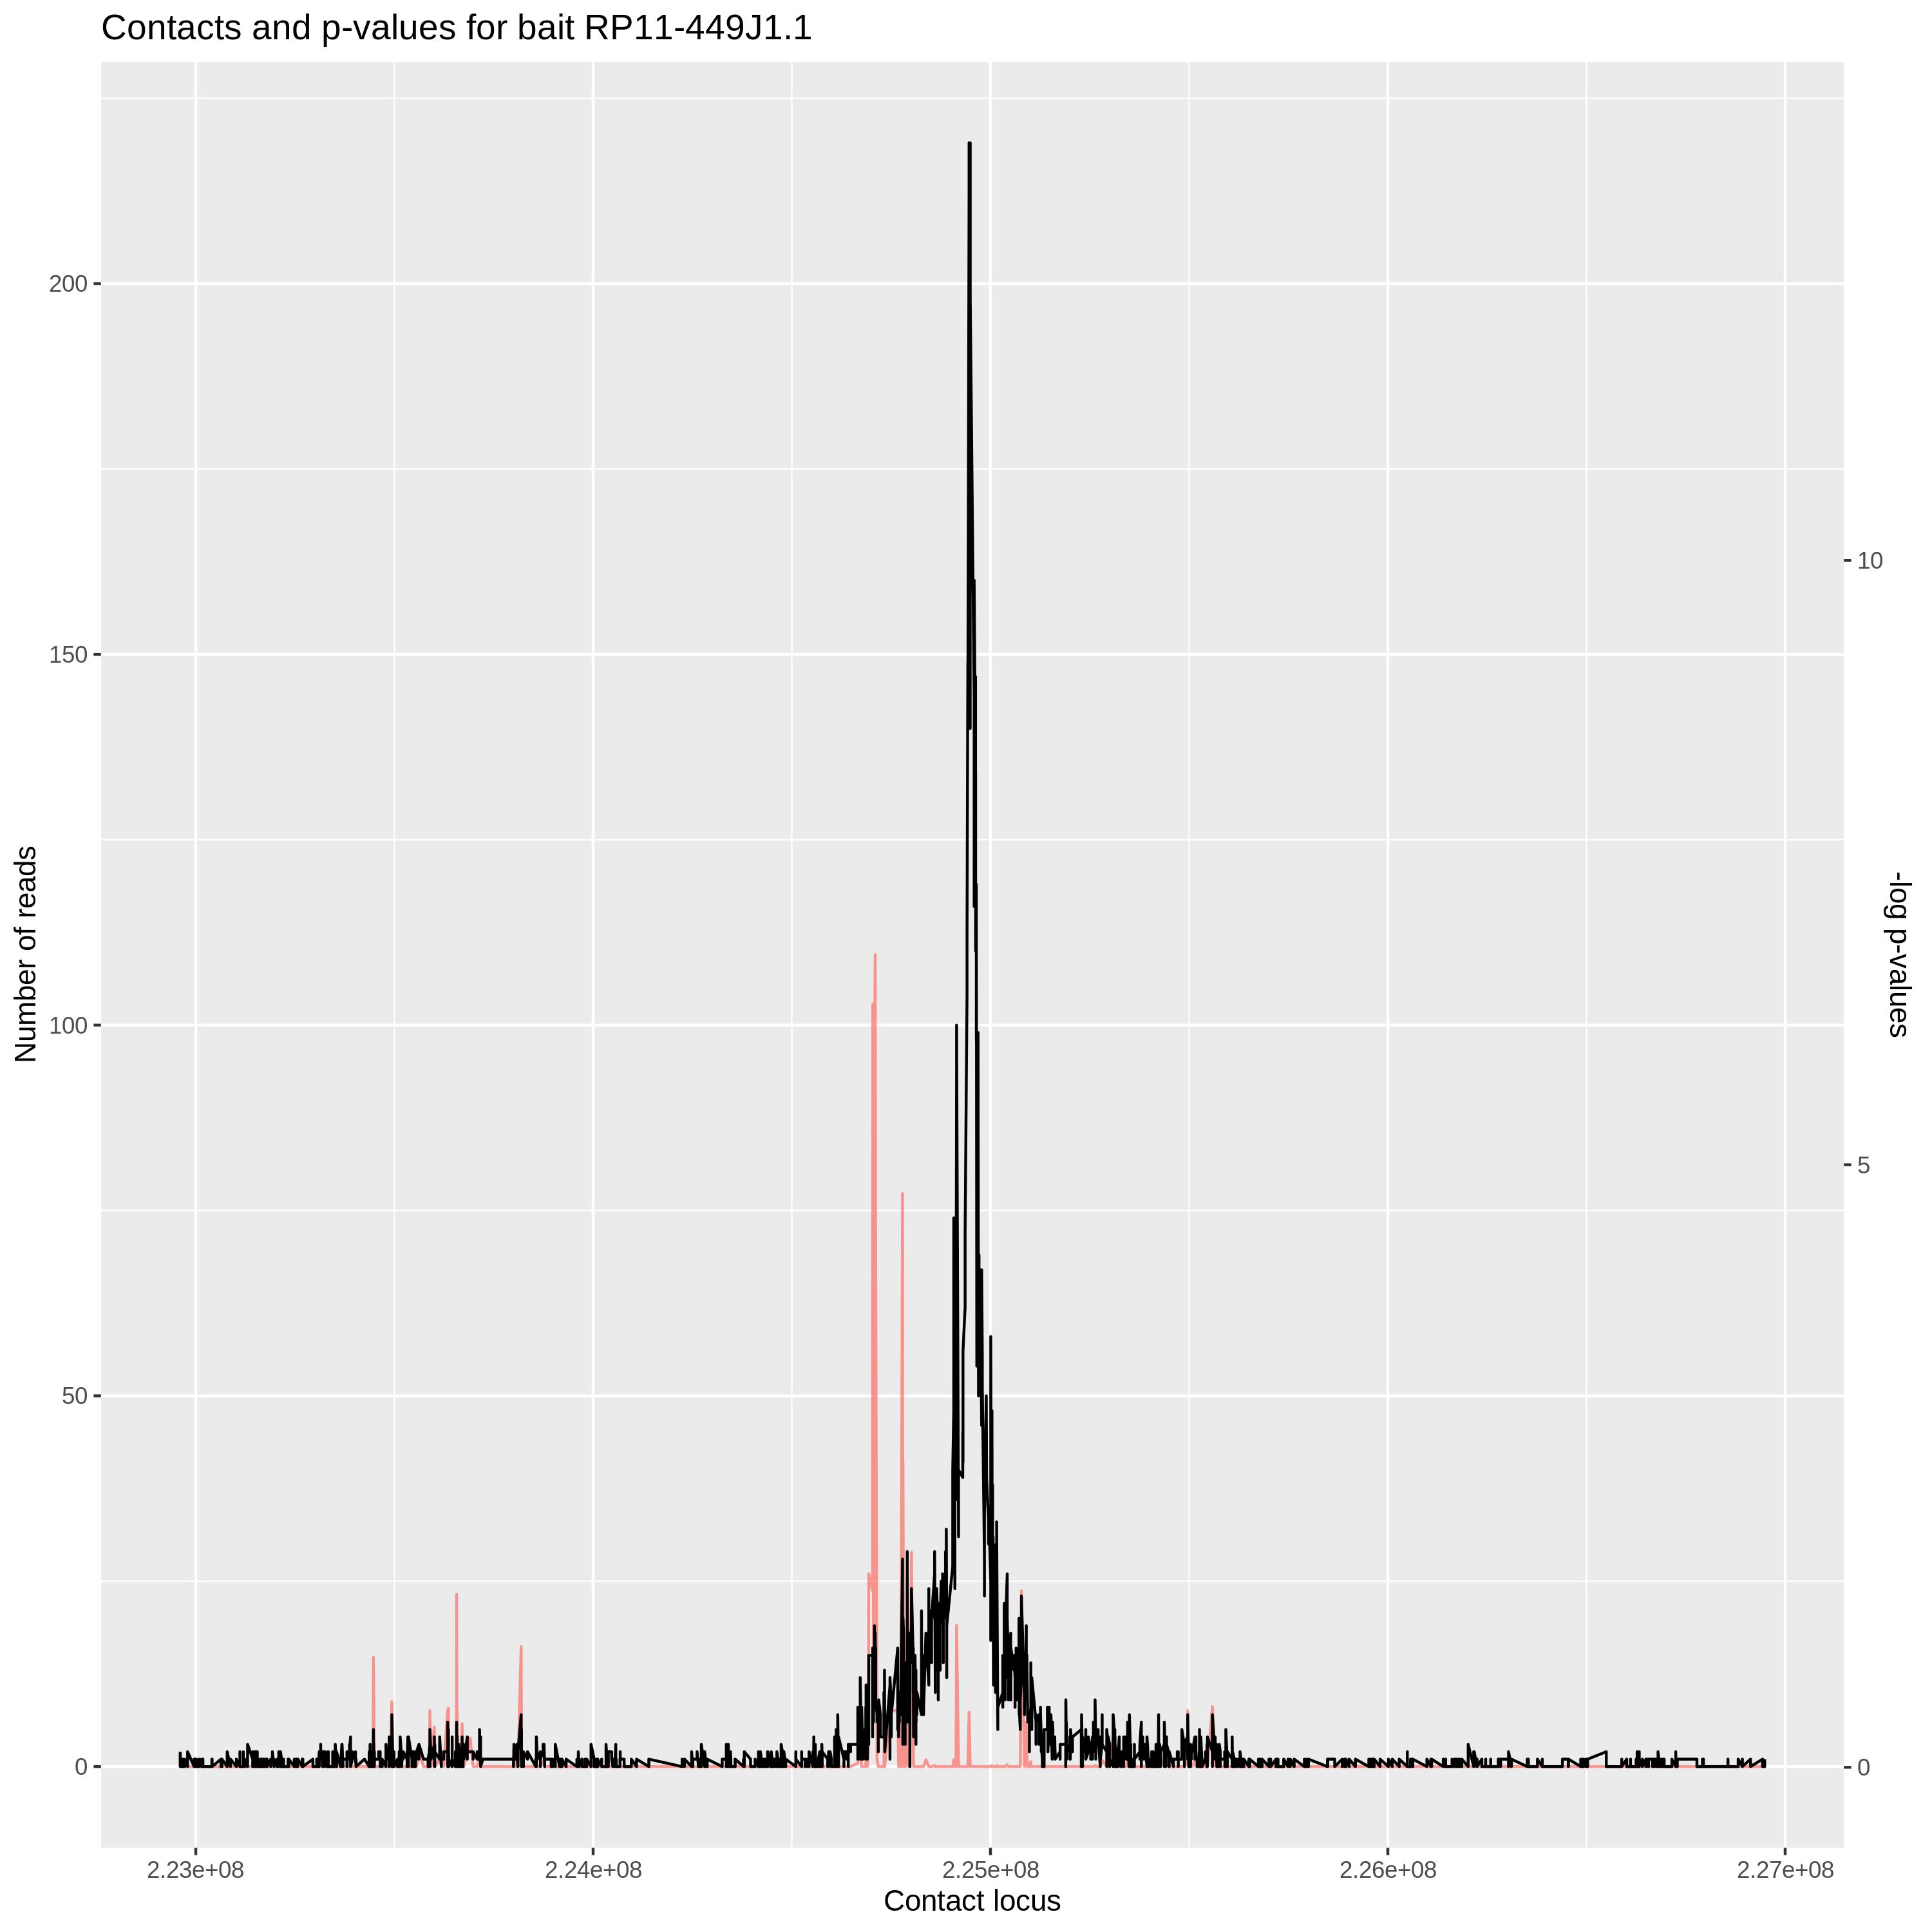 Contacts and p-values for bait RP11-449J1.1
200
150
100
50
0
Number of reads
10
5
0
-log p-values
2.23e+08 2.24e+08 2.25e+08 2.26e+08 2.27e+08
Contact locus